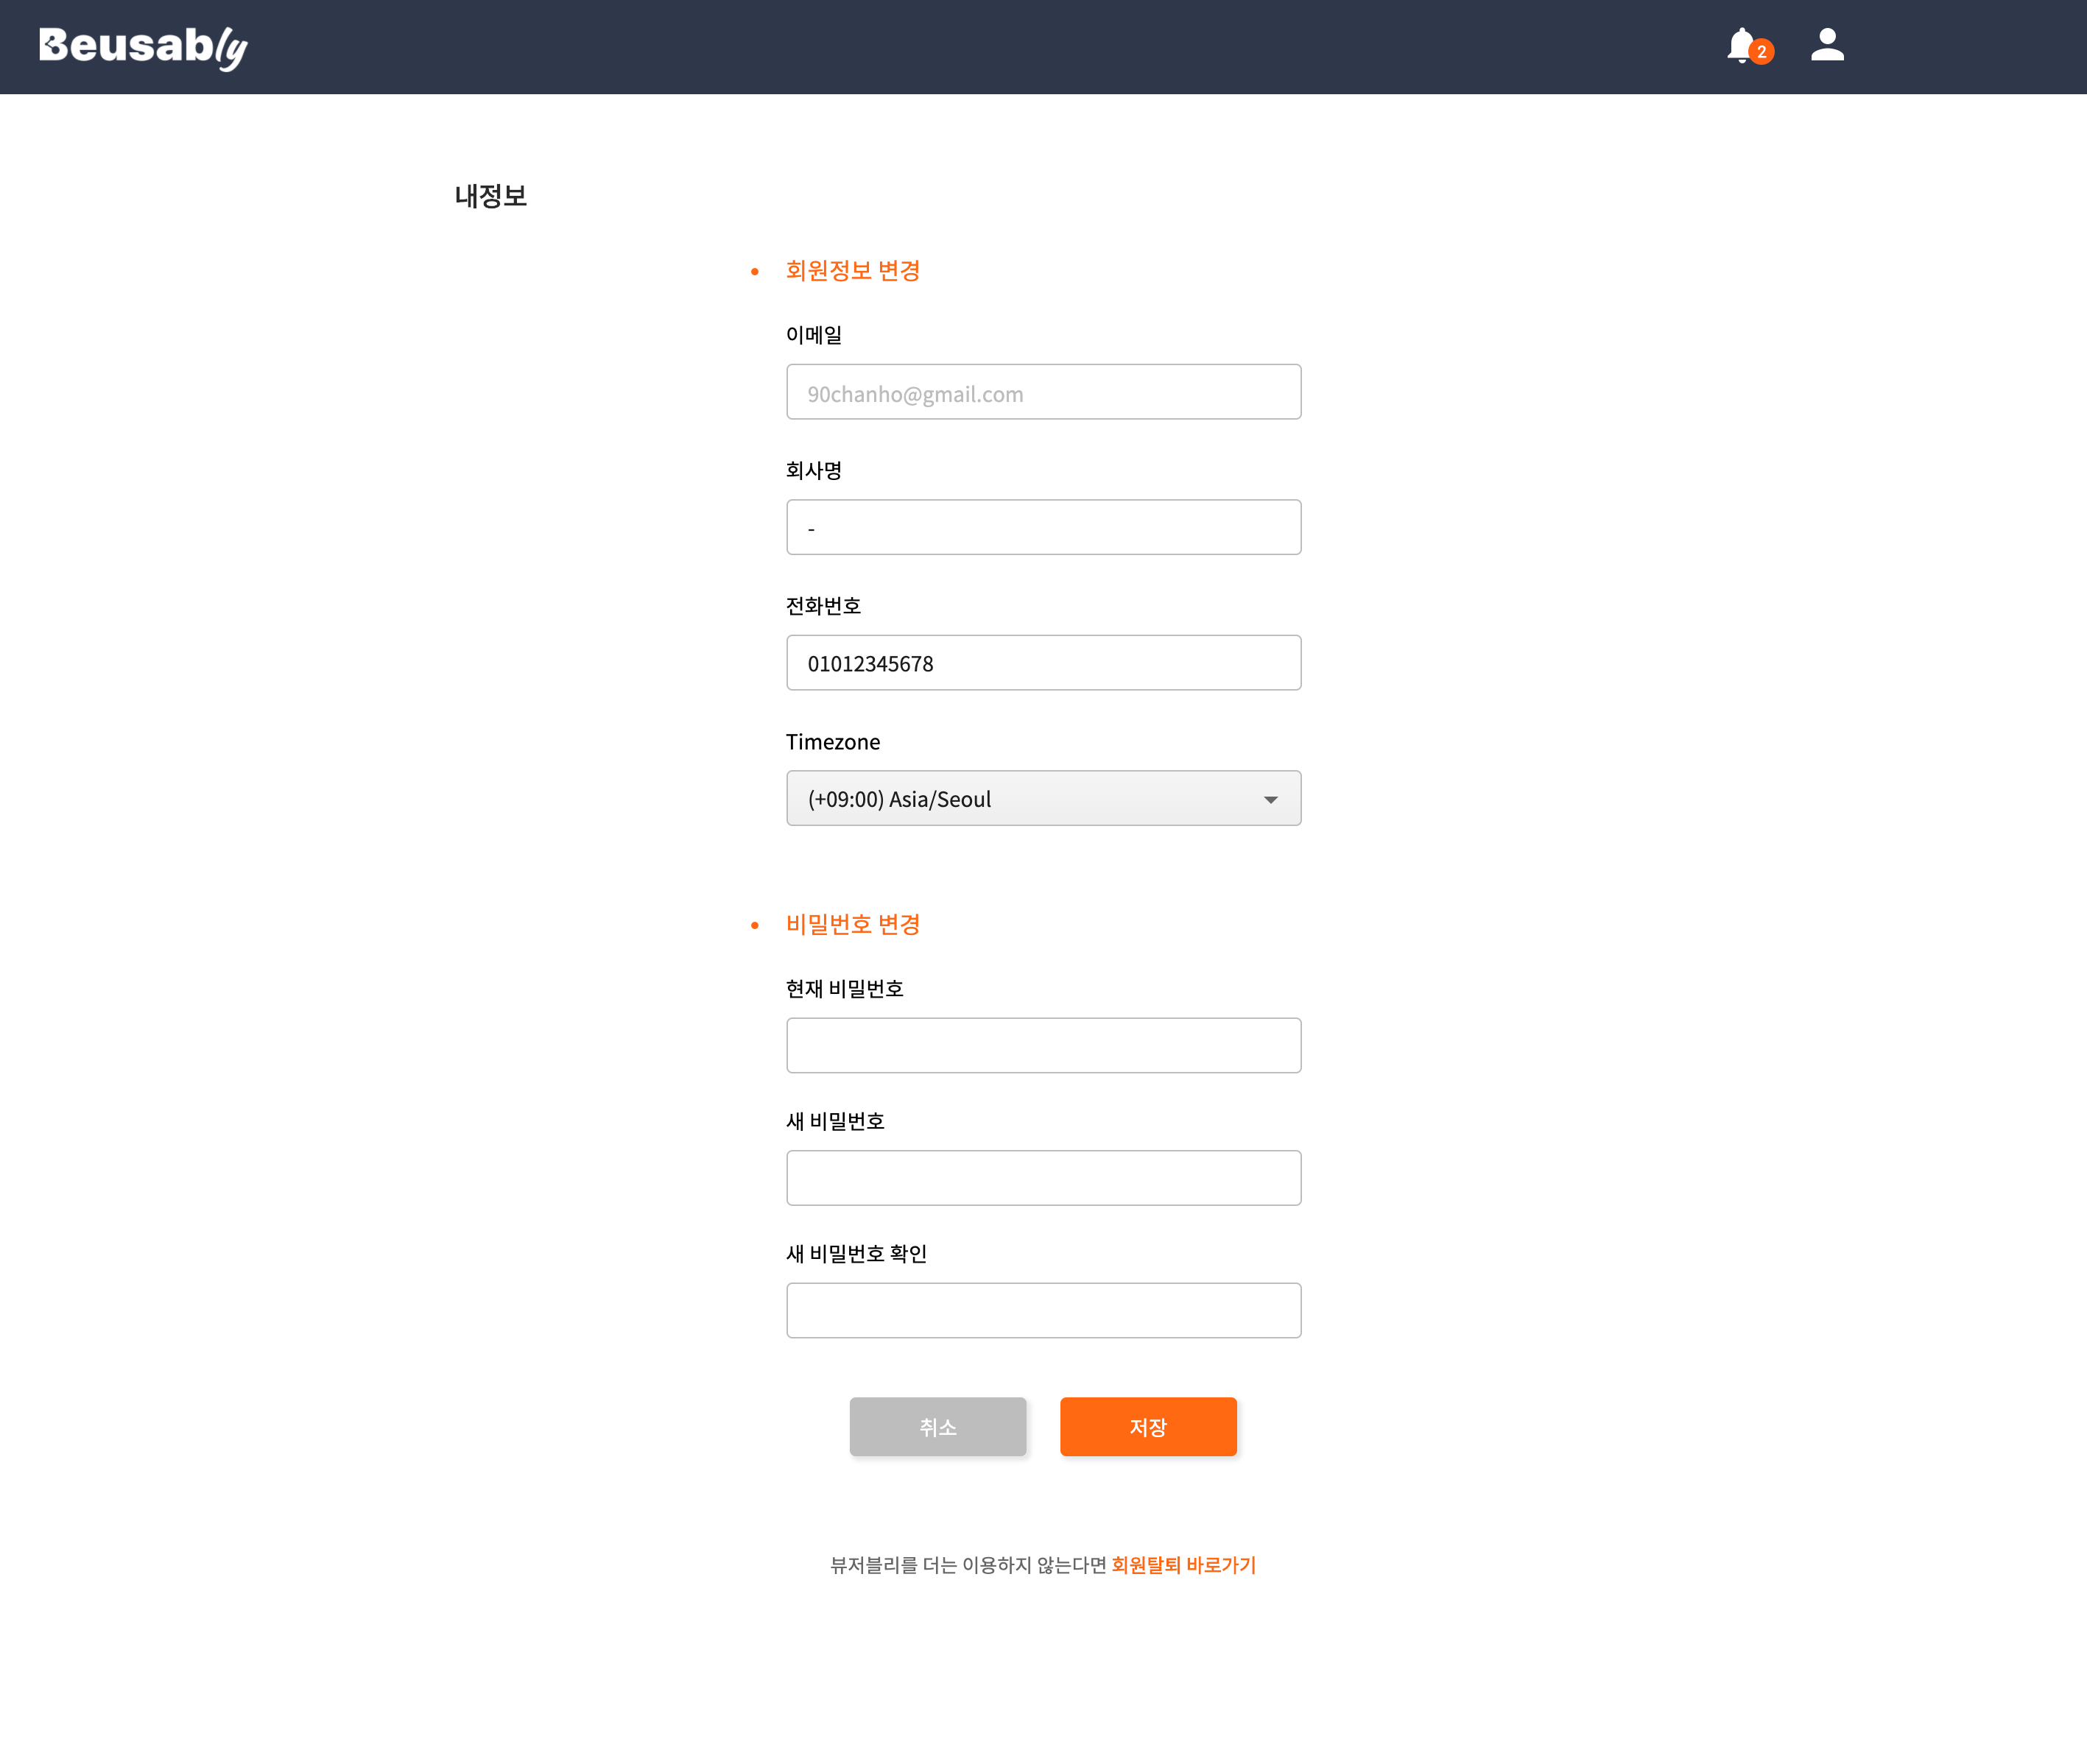 Beusably
2
내정보
회원정보 변경
이메일
90chanho@gmail.com
회사명
-
전화번호
01012345678
Timezone
(+09:00) Asia/Seoul
비밀번호 변경
현재 비밀번호
새 비밀번호
새 비밀번호 확인
취소 저장
뷰저블리를 더는 이용하지 않는다면 회원탈퇴 바로가기